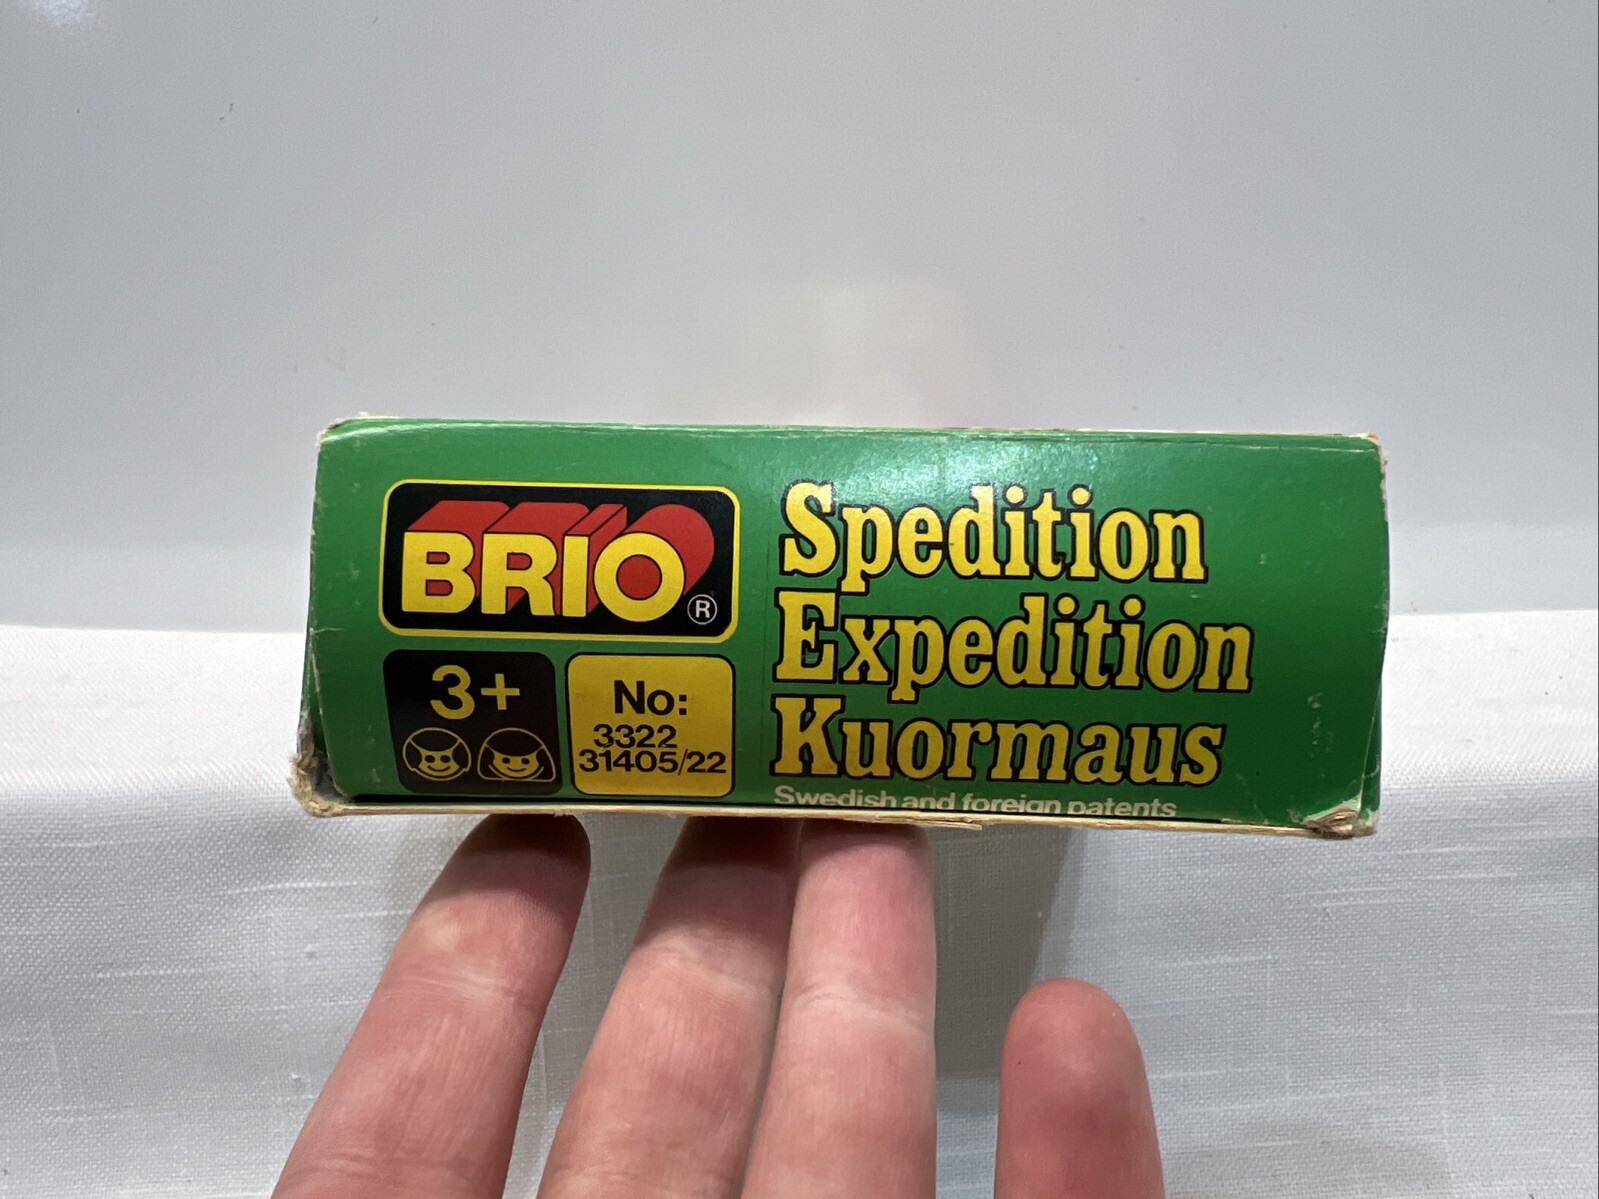 BRIO®
3+
No:
3322
31405/22
Spedition
Expedition
Kuormaus
Swedish and foreign patents